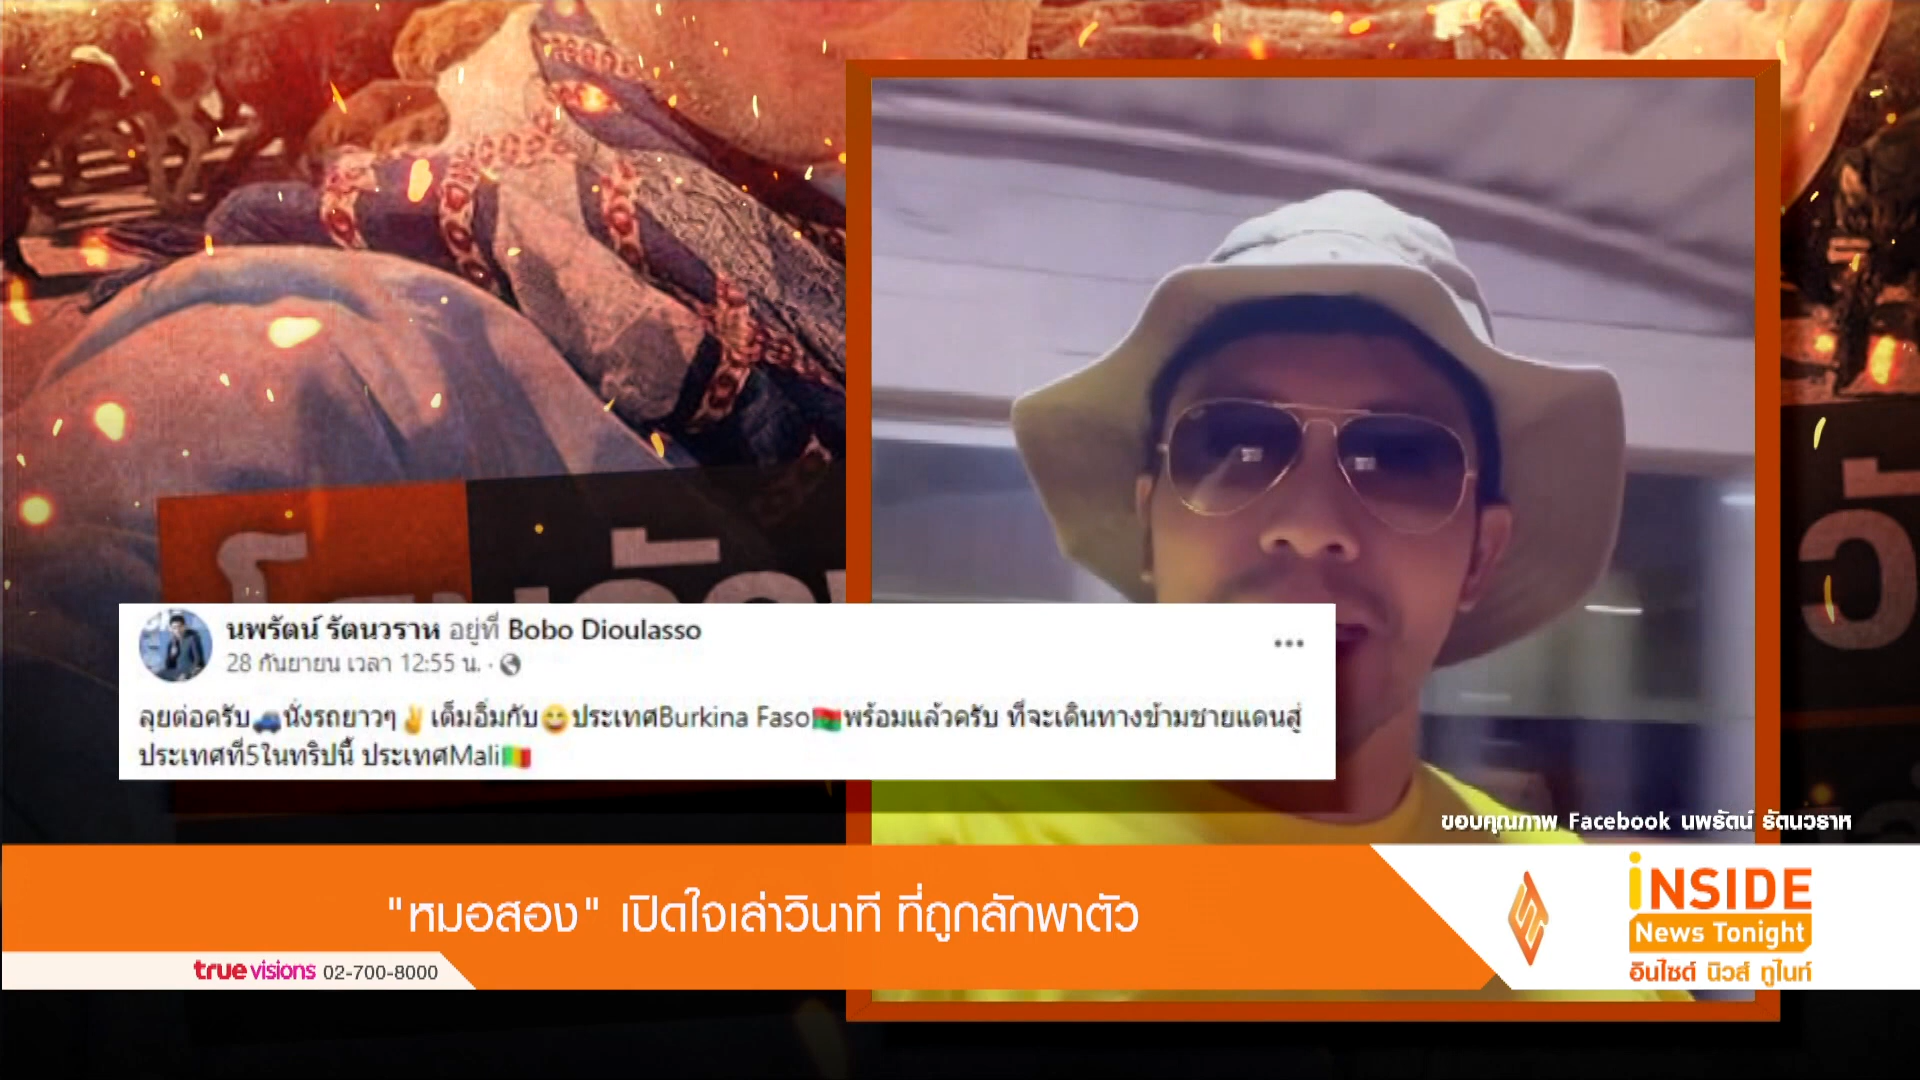 นพรัตน์ รัตนวราห อยู่ที่ Bobo Dioulasso
28 กันยายน เวลา 12:55 น. ·
ลุยต่อครับ🚙นั่งรถยาวๆ✌️เต็มอิ่มกับ😄ประเทศBurkina Faso🇧🇫พร้อมแล้วครับ ที่จะเดินทางข้ามชายแดนสู่
ประเทศที่5ในทริปนี้ ประเทศMali🇲🇱
ขอบคุณภาพ Facebook นพรัตน์ รัตนวราห
"หมอสอง" เปิดใจเล่าวินาที ที่ถูกลักพาตัว
iNSIDE
News Tonight
อินไซด์ นิวส์ ทูไนท์
truevisions 02-700-8000